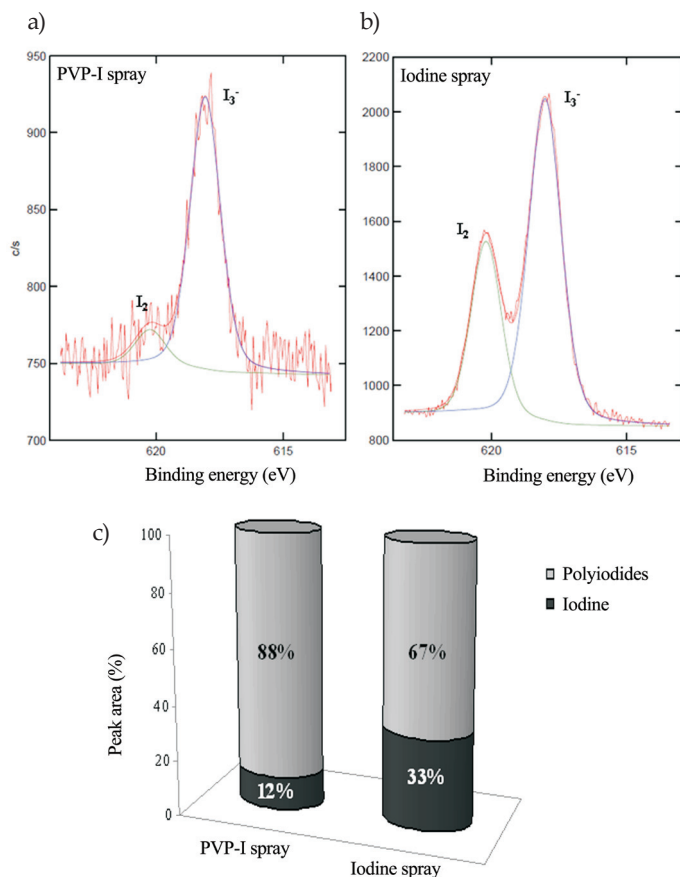 a)
PVP-I spray
I₃⁻
I₂
c/s
950
900
850
800
750
700
620
615
Binding energy (eV)
b)
Iodine spray
I₃⁻
I₂
2200
2000
1800
1600
1400
1200
1000
800
620
615
Binding energy (eV)
c)
Peak area (%)
100
80
60
40
20
0
88%
12%
67%
33%
PVP-I spray
Iodine spray
Polyiodides
Iodine